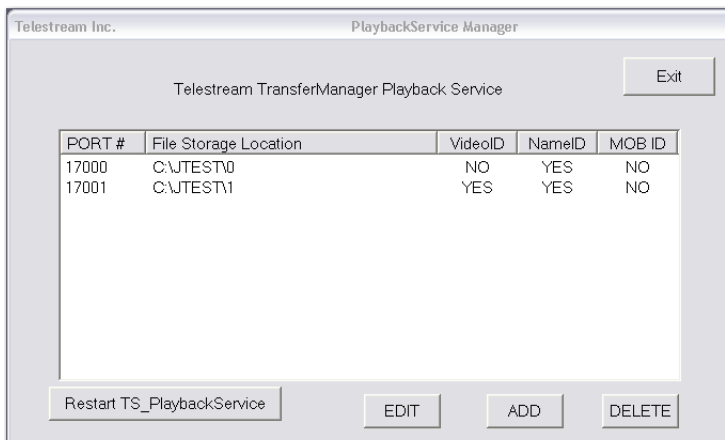 Telestream Inc. PlaybackService Manager
Exit
Telestream TransferManager Playback Service
PORT # File Storage Location VideoID NameID MOB ID
17000 C:\JTEST\0 NO YES NO
17001 C:\JTEST\1 YES YES NO
Restart TS_PlaybackService EDIT ADD DELETE